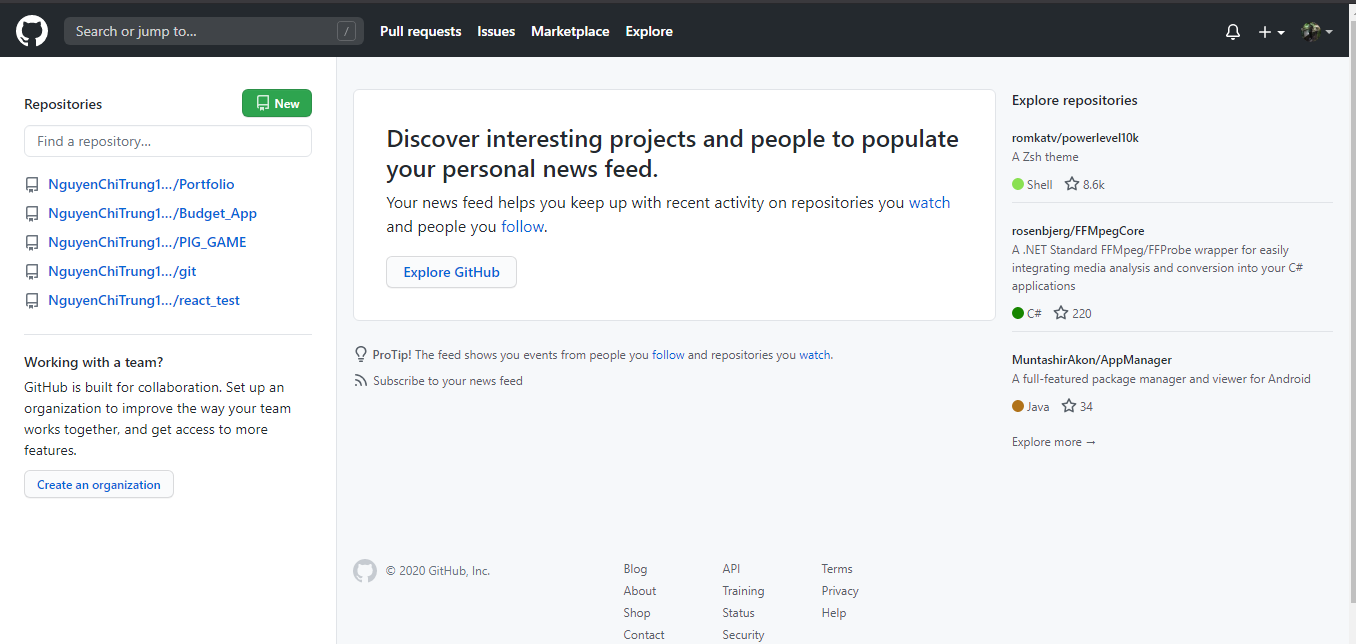 Search or jump to...
/
Pull requests
Issues
Marketplace
Explore
Repositories
New
Find a repository...
NguyenChiTrung1.../Portfolio
NguyenChiTrung1.../Budget_App
NguyenChiTrung1.../PIG_GAME
NguyenChiTrung1.../git
NguyenChiTrung1.../react_test
Working with a team?
GitHub is built for collaboration. Set up an
organization to improve the way your team
works together, and get access to more
features.
Create an organization
Discover interesting projects and people to populate
your personal news feed.
Your news feed helps you keep up with recent activity on repositories you watch
and people you follow.
Explore GitHub
ProTip! The feed shows you events from people you follow and repositories you watch.
Subscribe to your news feed
Explore repositories
romkatv/powerlevel10k
A Zsh theme
Shell 8.6k
rosenbjerg/FFMpegCore
A .NET Standard FFMpeg/FFProbe wrapper for easily
integrating media analysis and conversion into your C#
applications
C# 220
MuntashirAkon/AppManager
A full-featured package manager and viewer for Android
Java 34
Explore more →
© 2020 GitHub, Inc.
Blog
About
Shop
Contact
API
Training
Status
Security
Terms
Privacy
Help